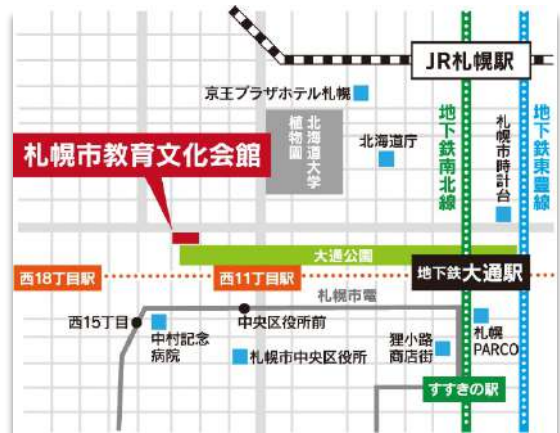 JR札幌駅
京王プラザホテル札幌
北海道大学
植物園
北海道庁
地下鉄南北線
札幌市時計台
地下鉄東豊線
札幌市教育文化会館
大通公園
西18丁目駅
西11丁目駅
地下鉄大通駅
札幌市電
西15丁目
中村記念
病院
中央区役所前
札幌市中央区役所
狸小路
商店街
札幌
PARCO
すすきの駅